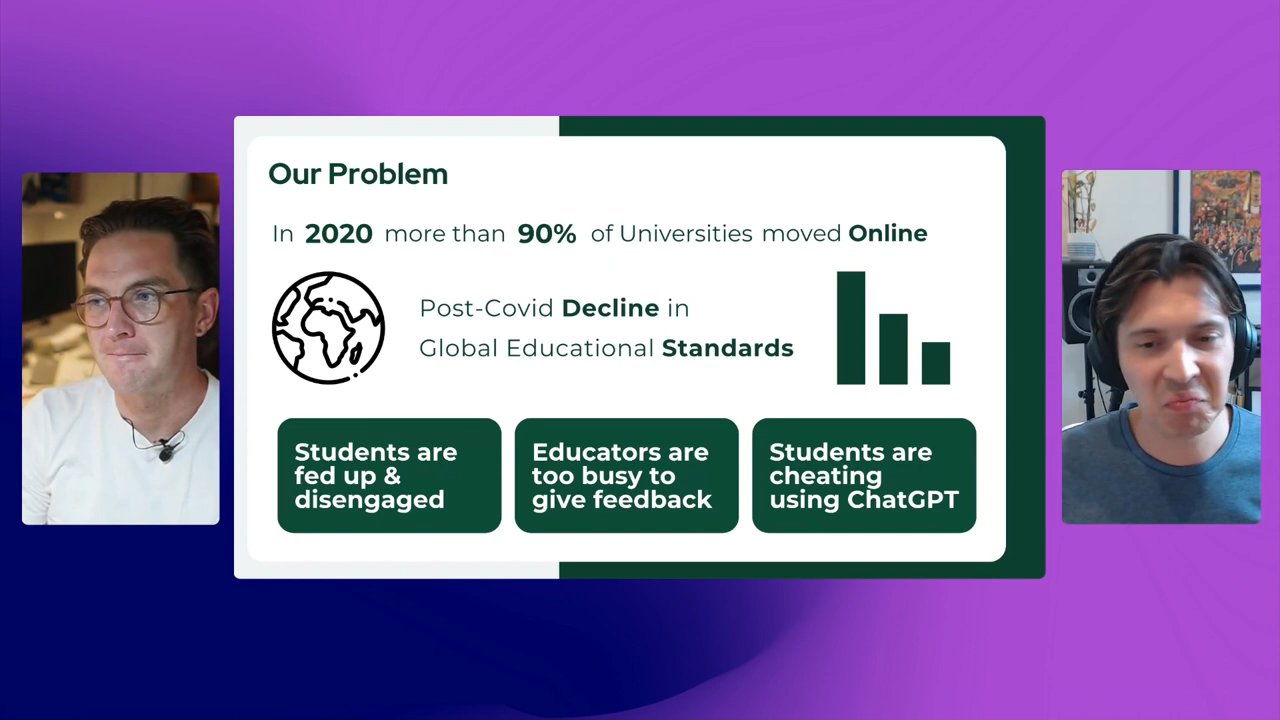 Our Problem
In 2020 more than 90% of Universities moved Online
Post-Covid Decline in
Global Educational Standards
Students are
fed up &
disengaged
Educators are
too busy to
give feedback
Students are
cheating
using ChatGPT